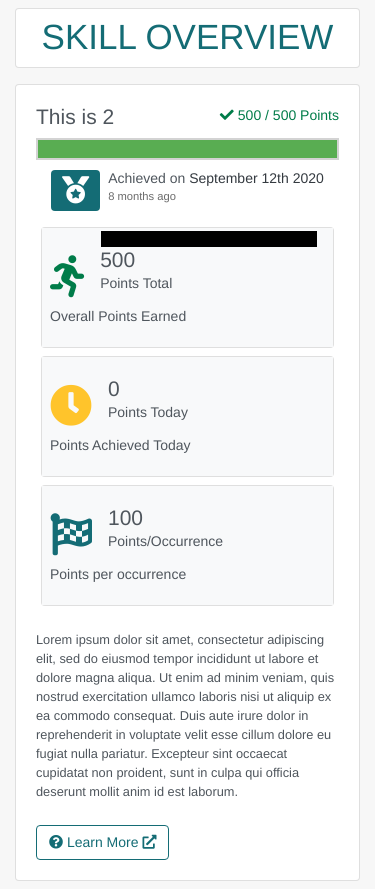 SKILL OVERVIEW
This is 2
500 / 500 Points
Achieved on September 12th 2020
8 months ago
500
Points Total
Overall Points Earned
0
Points Today
Points Achieved Today
100
Points/Occurrence
Points per occurrence
Lorem ipsum dolor sit amet, consectetur adipiscing
elit, sed do eiusmod tempor incididunt ut labore et
dolore magna aliqua. Ut enim ad minim veniam, quis
nostrud exercitation ullamco laboris nisi ut aliquip ex
ea commodo consequat. Duis aute irure dolor in
reprehenderit in voluptate velit esse cillum dolore eu
fugiat nulla pariatur. Excepteur sint occaecat
cupidatat non proident, sunt in culpa qui officia
deserunt mollit anim id est laborum.
Learn More